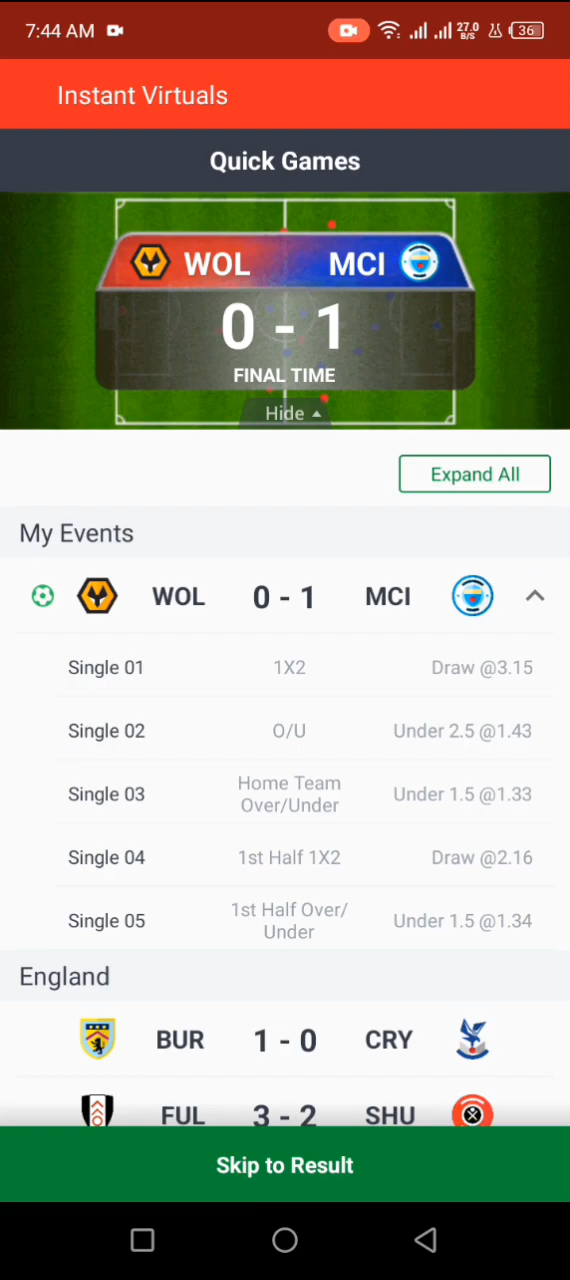 7:44 AM
27.0
B/S
36
Instant Virtuals
Quick Games
WOL MCI
0 - 1
FINAL TIME
Hide
Expand All
My Events
WOL 0 - 1 MCI
Single 01 1X2 Draw @3.15
Single 02 O/U Under 2.5 @1.43
Single 03 Home Team Over/Under Under 1.5 @1.33
Single 04 1st Half 1X2 Draw @2.16
Single 05 1st Half Over/ Under Under 1.5 @1.34
England
BUR 1 - 0 CRY
FUL 3 - 2 SHU
Skip to Result